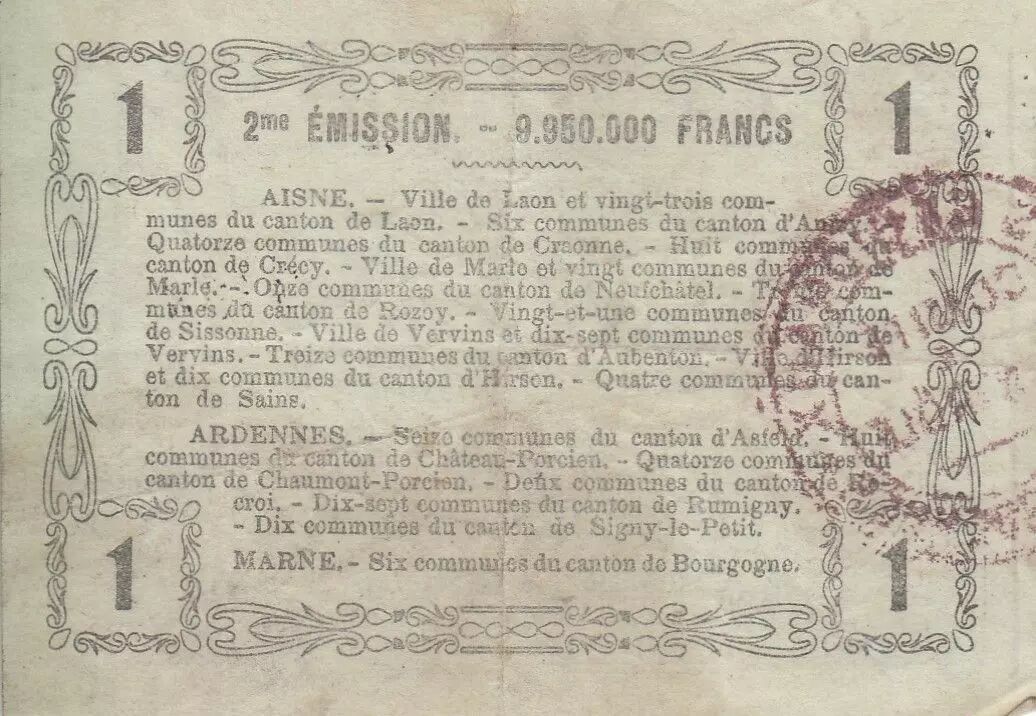 1 1
2me ÉMISSION. - 9.950.000 FRANCS
AISNE. — Ville de Laon et vingt-trois com-
munes du canton de Laon. - Six communes du canton
Quatorze communes du canton de Craonne. - Huit communes du
canton de Crécy. - Ville de Marle et vingt communes du canton de
Marle. - Onze communes du canton de Neufchâtel. - com-
munes du canton de Rozoy. - Vingt-et-une communes du canton
de Sissonne. - Ville de Vervins et dix-sept communes du canton de
Vervins. - Treize communes du canton d'Aubenton. - Ville d'Hirson
et dix communes du canton d'Hirson. - Quatre communes du can-
ton de Sains.
ARDENNES. — Seize communes du canton d'Asfeld. - Huit
communes du canton de Château-Porcien. - Quatorze communes du
canton de Chaumont-Porcien. - Deux communes du canton de Ro-
croi. - Dix-sept communes du canton de Rumigny.
- Dix communes du canton de Signy-le-Petit.
MARNE. - Six communes du canton de Bourgogne.
1 1